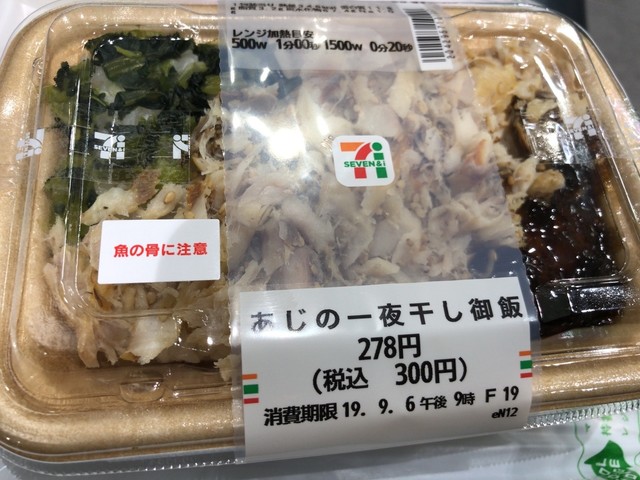 レンジ加熱目安
500W 1分00秒 1500W 0分20秒
SEVEN&i
魚の骨に注意
あじの一夜干し御飯
278円
(税込 300円)
消費期限 19. 9. 6 午後 9時 F 19
eN12